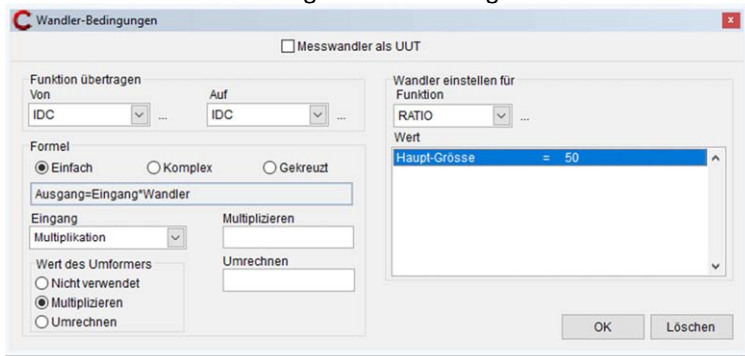 Wandler-Bedingungen
Messwandler als UUT
Funktion übertragen
Von
Auf
IDC ...
IDC ...
Formel
Einfach Komplex Gekreuzt
Ausgang=Eingang*Wandler
Eingang
Multiplizieren
Multiplikation
Wert des Umformers
Umrechnen
Nicht verwendet
Multiplizieren
Umrechnen
Wandler einstellen für
Funktion
RATIO ...
Wert
Haupt-Grösse = 50
OK Löschen